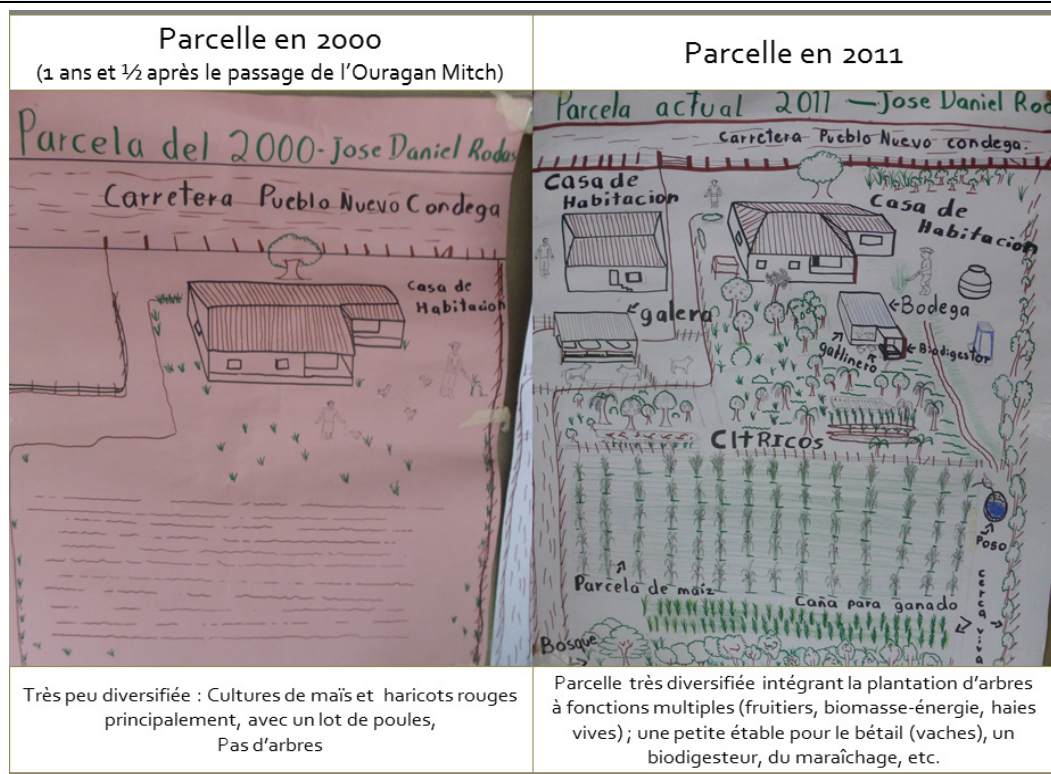 Parcelle en 2000
(1 ans et ½ après le passage de l’Ouragan Mitch)
Parcelle en 2011
Parcela del 2000-Jose Daniel Rodas
Carretera Pueblo Nuevo Condega
Casa de
Habitacion
Parcela actual 2011 — Jose Daniel Rod
Carretera Pueblo Nuevo condega.
Casa de
Habitacion
Casa de
Habitacion
galera
Bodega
Biodigestor
gallinero
CITRICOS
Poso
Parcela de maíz
Caña para ganado
cerca viva
Bosque
Très peu diversifiée : Cultures de maïs et haricots rouges
principalement, avec un lot de poules,
Pas d’arbres
Parcelle très diversifiée intégrant la plantation d’arbres
à fonctions multiples (fruitiers, biomasse-énergie, haies
vives) ; une petite étable pour le bétail (vaches), un
biodigesteur, du maraîchage, etc.